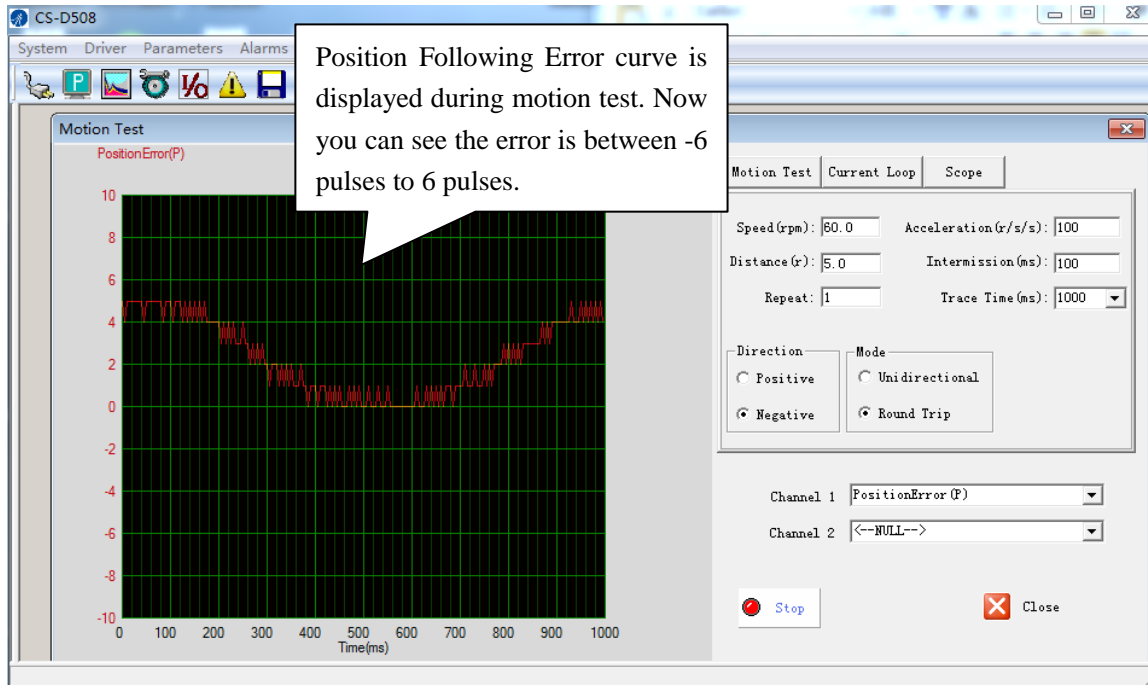 CS-D508
System Driver Parameters Alarms
Position Following Error curve is
displayed during motion test. Now
you can see the error is between -6
pulses to 6 pulses.
P
I/O
Motion Test
PositionError(P)
10
8
6
4
2
0
-2
-4
-6
-8
-10
0 100 200 300 400 500 600 700 800 900 1000
Time(ms)
Motion Test Current Loop Scope
Speed(rpm): 60.0 Acceleration(r/s/s): 100
Distance(r): 5.0 Intermission(ms): 100
Repeat: 1 Trace Time(ms): 1000
Direction Mode
Positive Unidirectional
Negative Round Trip
Channel 1 PositionError(P)
Channel 2 <--NULL-->
Stop Close